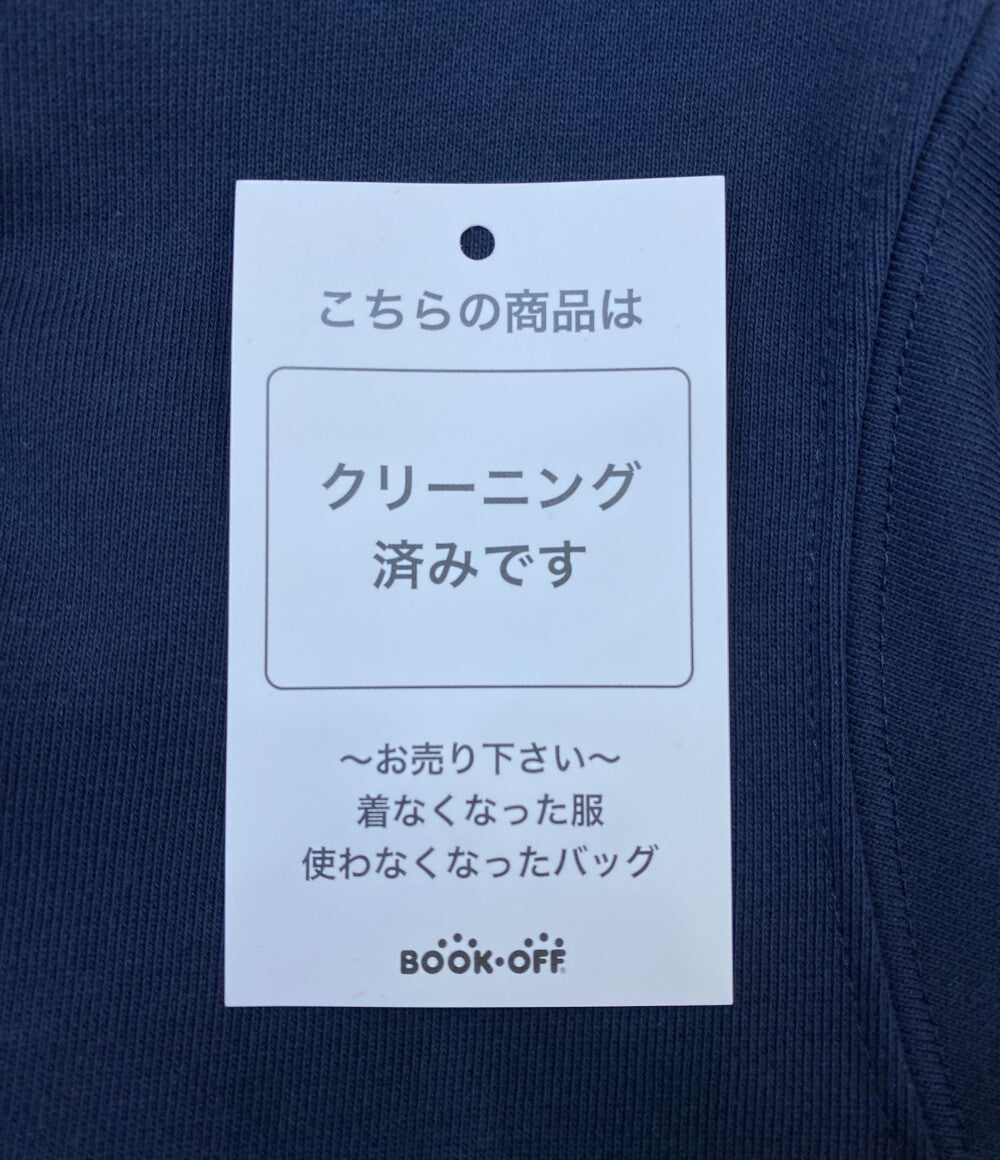 こちらの商品は
クリーニング
済みです
〜お売り下さい〜
着なくなった服
使わなくなったバッグ
BOOK・OFF®